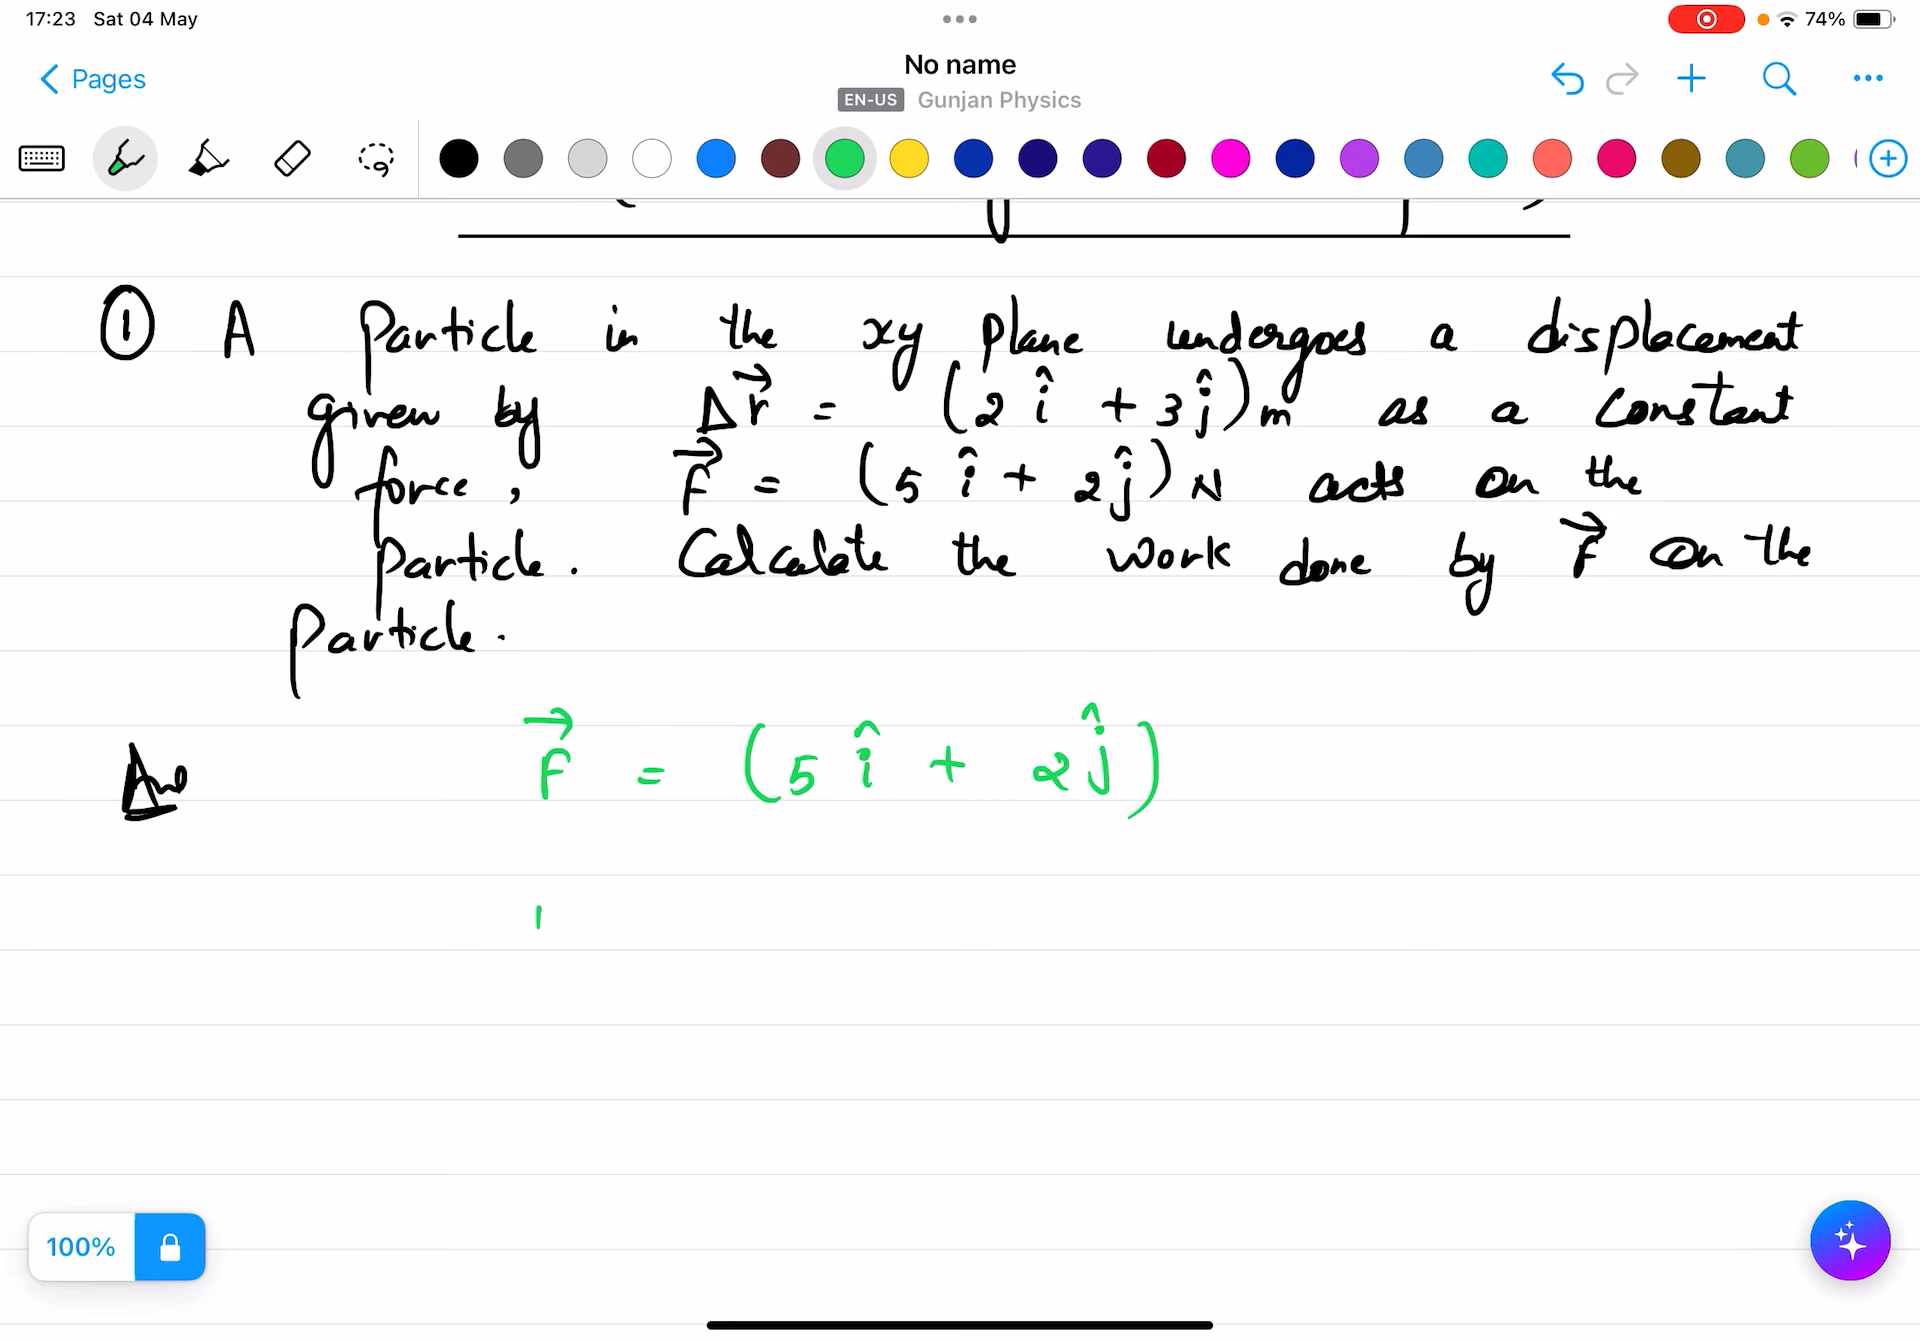 17:23 Sat 04 May
74%
Pages
No name
EN-US Gunjan Physics
① A Particle in the xy plane undergoes a displacement
given by Δr⃗ = (2 î + 3 ĵ) m as a constant
force, F⃗ = (5 î + 2 ĵ) N acts on the
particle. Calculate the work done by F⃗ on the
particle.
Ans F⃗ = (5 î + 2 ĵ)
100%